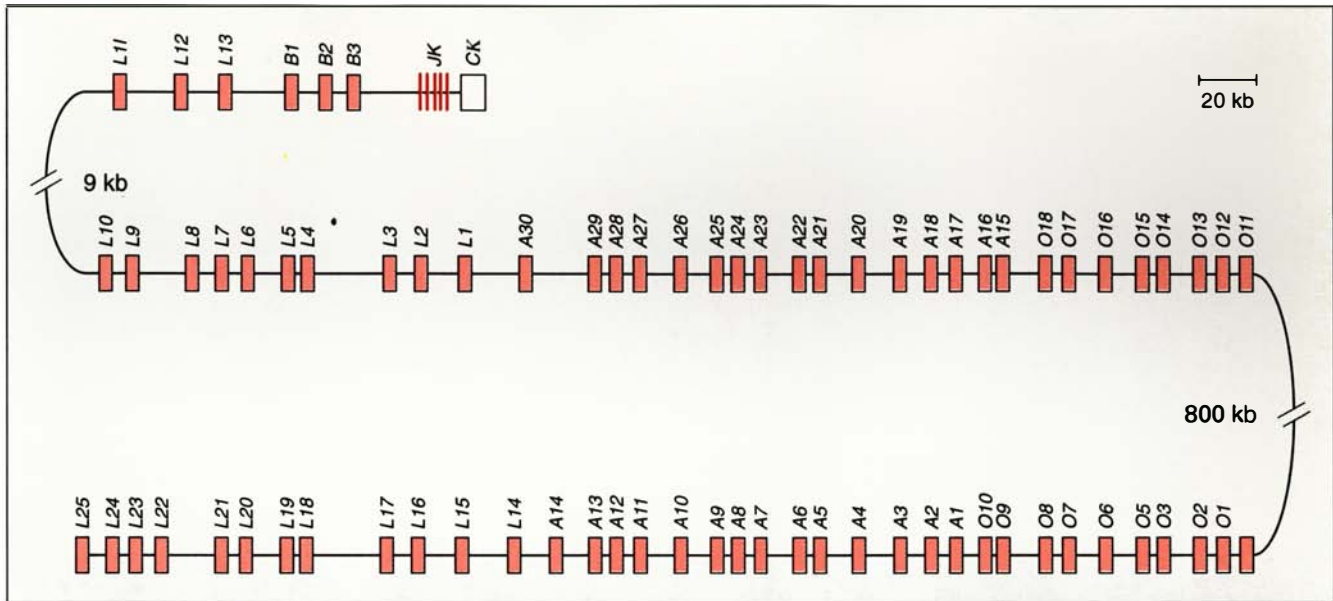 L11 L12 L13 B1 B2 B3 JK CK
20 kb
9 kb
L10 L9 L8 L7 L6 L5 L4 L3 L2 L1 A30 A29 A28 A27 A26 A25 A24 A23 A22 A21 A20 A19 A18 A17 A16 A15 O18 O17 O16 O15 O14 O13 O12 O11
800 kb
L25 L24 L23 L22 L21 L20 L19 L18 L17 L16 L15 L14 A14 A13 A12 A11 A10 A9 A8 A7 A6 A5 A4 A3 A2 A1 O10 O9 O8 O7 O6 O5 O3 O2 O1